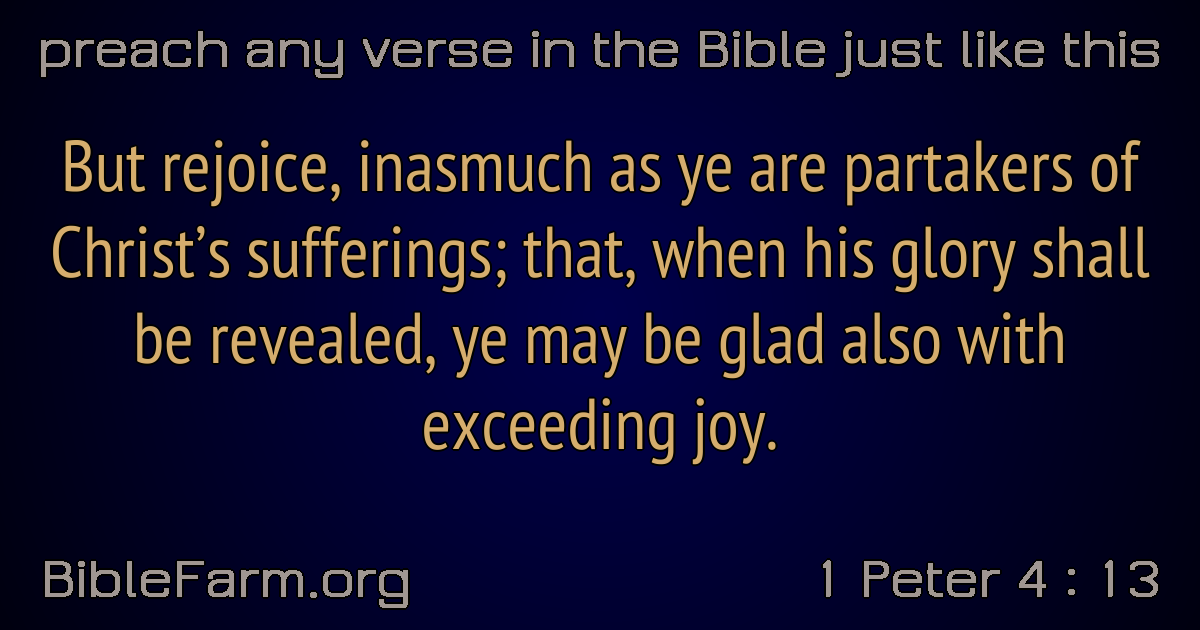 preach any verse in the Bible just like this
But rejoice, inasmuch as ye are partakers of
Christ’s sufferings; that, when his glory shall
be revealed, ye may be glad also with
exceeding joy.
BibleFarm.org
1 Peter 4 : 13